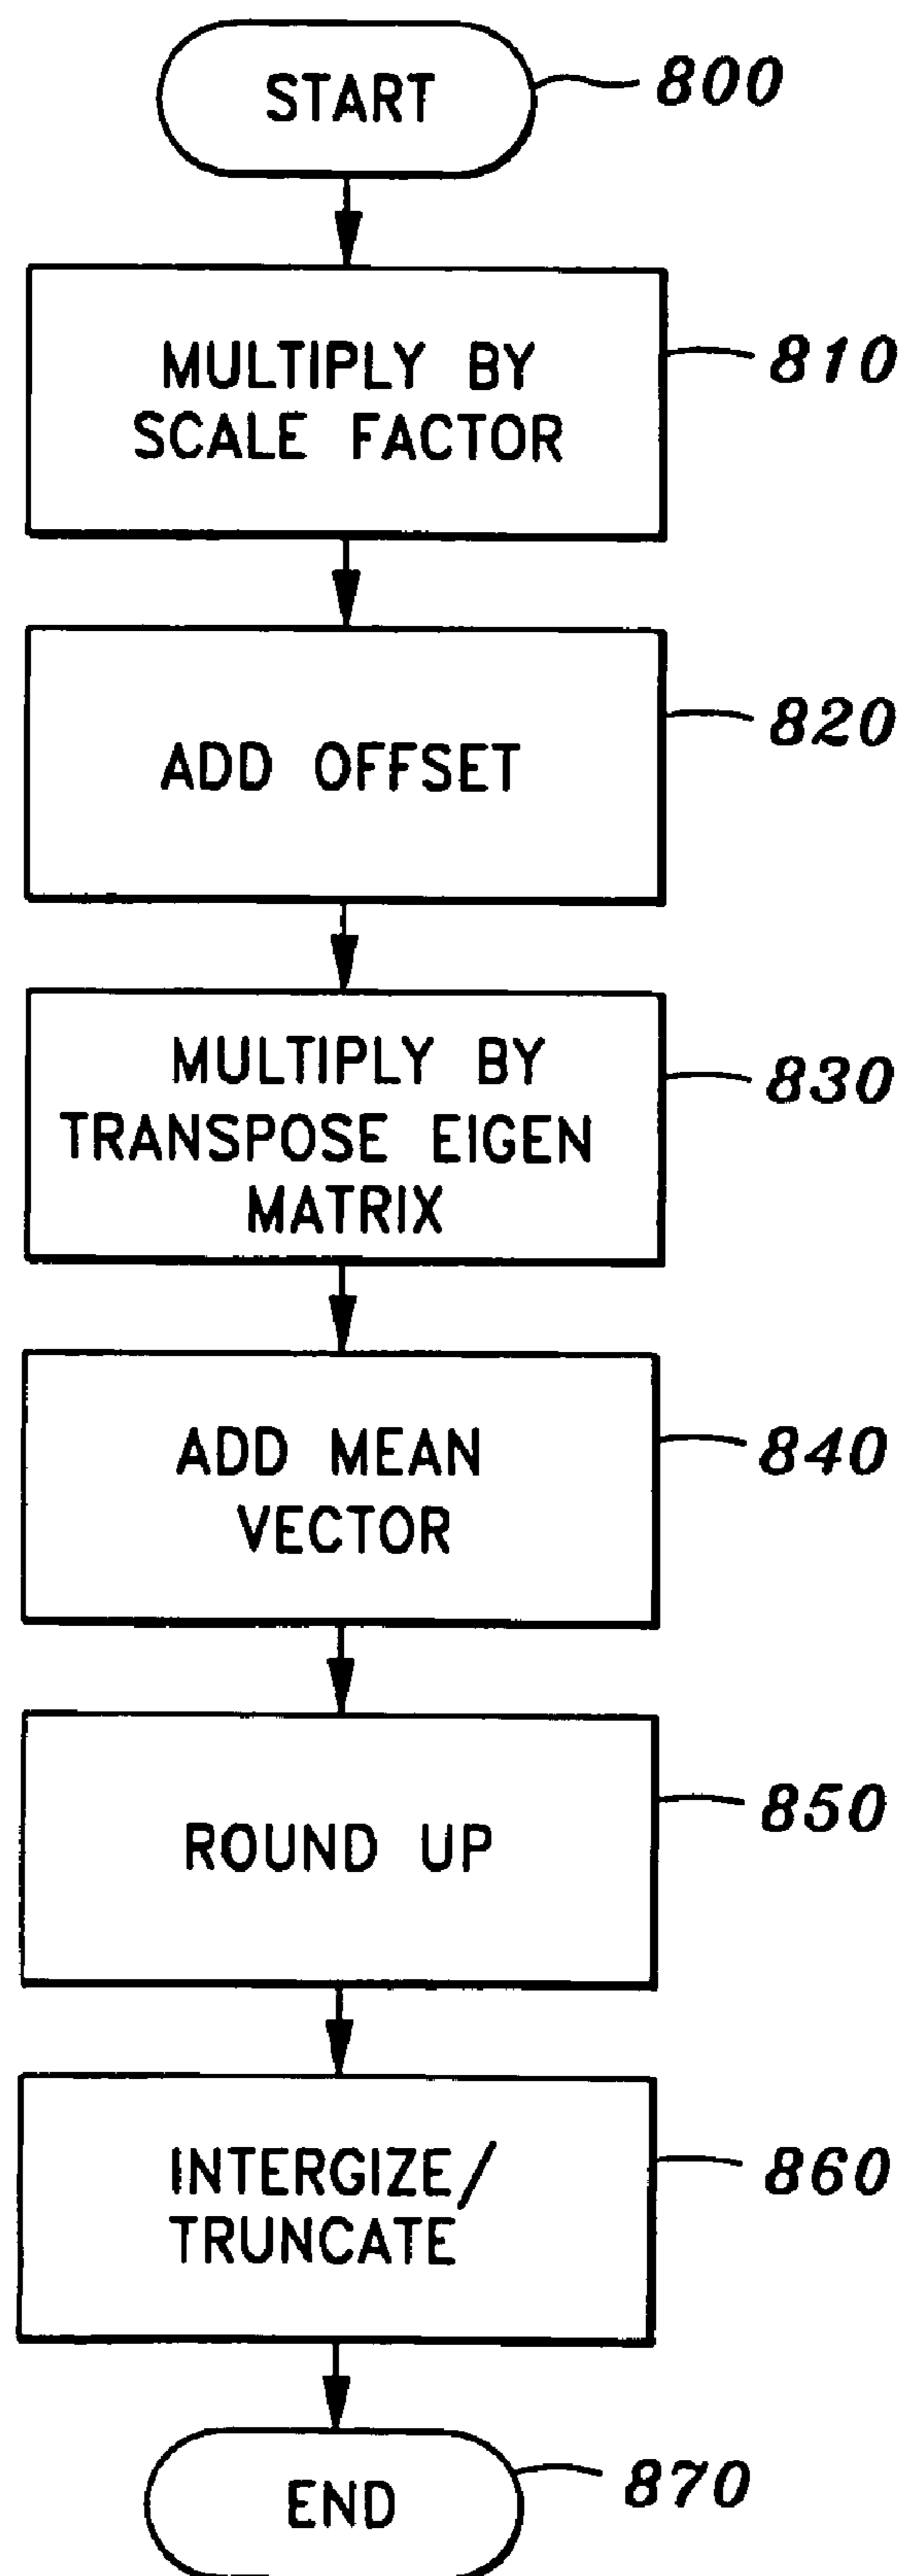 START
800
MULTIPLY BY
SCALE FACTOR
810
ADD OFFSET
820
MULTIPLY BY
TRANSPOSE EIGEN
MATRIX
830
ADD MEAN
VECTOR
840
ROUND UP
850
INTERGIZE/
TRUNCATE
860
END
870